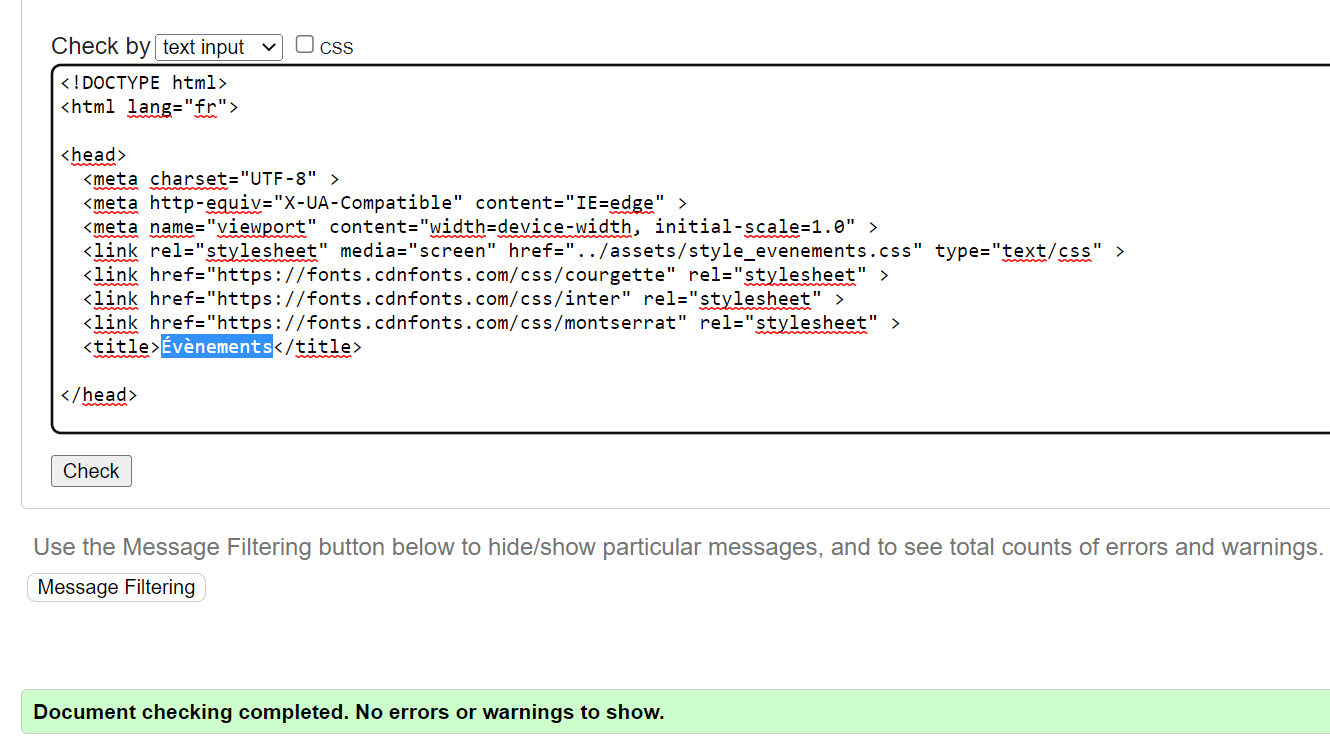 Check by text input CSS
<!DOCTYPE html>
<html lang="fr">
<head>
<meta charset="UTF-8" >
<meta http-equiv="X-UA-Compatible" content="IE=edge" >
<meta name="viewport" content="width=device-width, initial-scale=1.0" >
<link rel="stylesheet" media="screen" href="../assets/style_evenements.css" type="text/css" >
<link href="https://fonts.cdnfonts.com/css/courgette" rel="stylesheet" >
<link href="https://fonts.cdnfonts.com/css/inter" rel="stylesheet" >
<link href="https://fonts.cdnfonts.com/css/montserrat" rel="stylesheet" >
<title>Évènements</title>
</head>
Check
Use the Message Filtering button below to hide/show particular messages, and to see total counts of errors and warnings.
Message Filtering
Document checking completed. No errors or warnings to show.